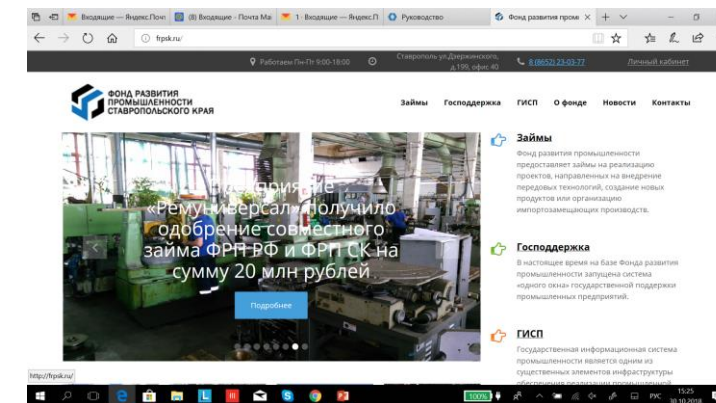 Входящие — Яндекс.Почт
(8) Входящие - Почта Mai
1 · Входящие — Яндекс.П
Руководство
Фонд развития промы
frpsk.ru/
Работаем Пн-Пт 9:00-18:00
Ставрополь ул.Дзержинского,
д.199, офис 40
8 (8652) 23-03-77
Личный кабинет
ФОНД РАЗВИТИЯ
ПРОМЫШЛЕННОСТИ
СТАВРОПОЛЬСКОГО КРАЯ
Займы Господдержка ГИСП О фонде Новости Контакты
Предприятие
«Ремуниверсал» получило
одобрение совместного
займа ФРП РФ и ФРП СК на
сумму 20 млн рублей
Подробнее
Займы
Фонд развития промышленности
предоставляет займы на реализацию
проектов, направленных на внедрение
передовых технологий, создание новых
продуктов или организацию
импортозамещающих производств.
Господдержка
В настоящее время на базе Фонда развития
промышленности запущена система
«одного окна» государственной поддержки
промышленных предприятий.
ГИСП
Государственная информационная система
промышленности является одним из
существенных элементов инфраструктуры
обеспечения реализации промышленной
http://frpsk.ru/
100%
РУС
15:25
30.10.2018